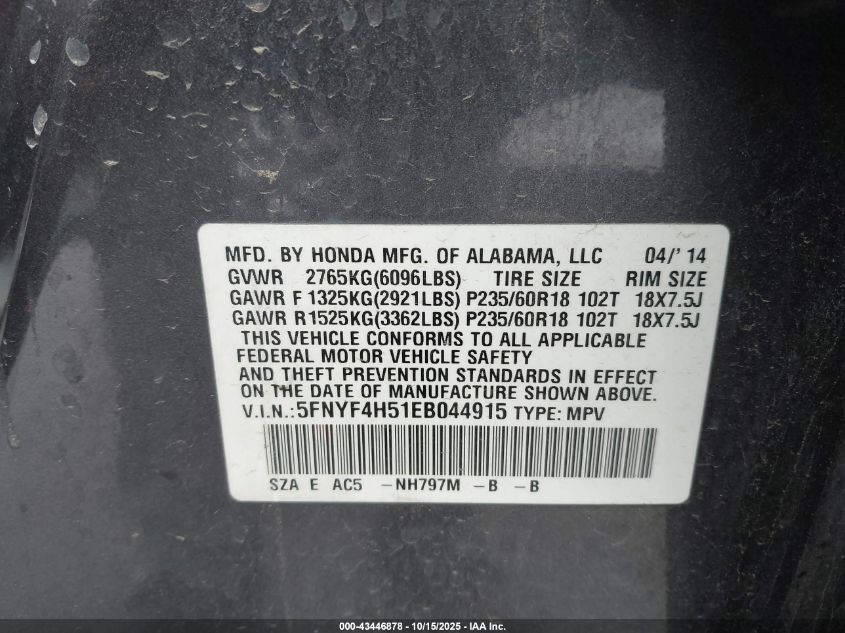 MFD. BY HONDA MFG. OF ALABAMA, LLC 04/' 14
GVWR 2765KG(6096LBS) TIRE SIZE RIM SIZE
GAWR F 1325KG(2921LBS) P235/60R18 102T 18X7.5J
GAWR R1525KG(3362LBS) P235/60R18 102T 18X7.5J
THIS VEHICLE CONFORMS TO ALL APPLICABLE
FEDERAL MOTOR VEHICLE SAFETY
AND THEFT PREVENTION STANDARDS IN EFFECT
ON THE DATE OF MANUFACTURE SHOWN ABOVE.
V.I.N.:5FNYF4H51EB044915 TYPE: MPV
SZA E AC5 -NH797M -B -B
000-43446878 - 10/15/2025 - IAA Inc.